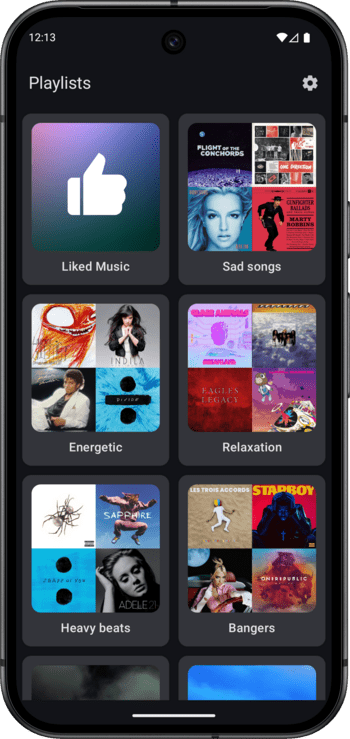 12:13
Playlists
FLIGHT OF THE
CONCHORDS
ONE DIRECTION
GUNFIGHTER
BALLADS
MARTY
ROBBINS
Liked Music
Sad songs
GLASS ANIMALS
DREAMLAND
INDILA
EAGLES
LEGACY
DIVIDE
Energetic
Relaxation
SAPPHIRE
LES TROIS ACCORDS
STARBOY
ADELE 21
ONEREPUBLIC
Heavy beats
Bangers